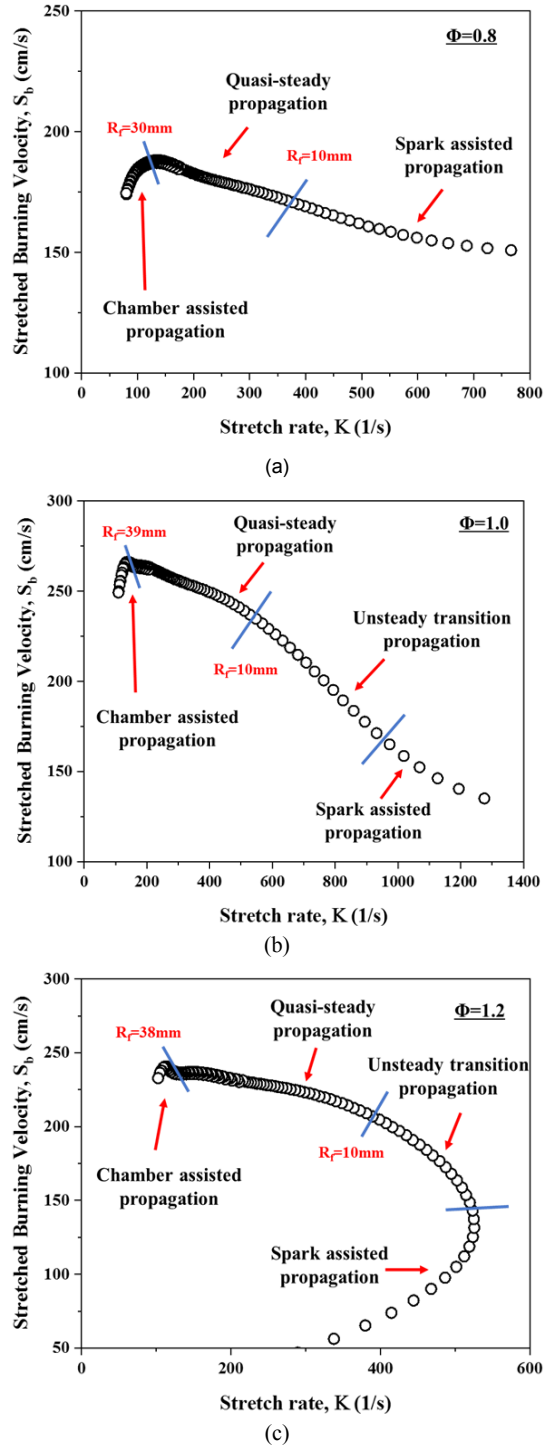 250
Φ=0.8
Quasi-steady
propagation
Rf=30mm
200
Rf=10mm
Spark assisted
propagation
150
Chamber assisted
propagation
100
0 100 200 300 400 500 600 700 800
Stretched Burning Velocity, Sb (cm/s)
Stretch rate, K (1/s)
(a)
300
Rf=39mm
Quasi-steady
propagation
Φ=1.0
250
Unsteady transition
propagation
Rf=10mm
200
Chamber assisted
propagation
150
Spark assisted
propagation
100
0 200 400 600 800 1000 1200 1400
Stretched Burning Velocity, Sb (cm/s)
Stretch rate, K (1/s)
(b)
300
Quasi-steady
propagation
Φ=1.2
Rf=38mm
250
Unsteady transition
propagation
200
Rf=10mm
Chamber assisted
propagation
150
Spark assisted
propagation
100
50
0 200 400 600
Stretched Burning Velocity, Sb (cm/s)
Stretch rate, K (1/s)
(c)